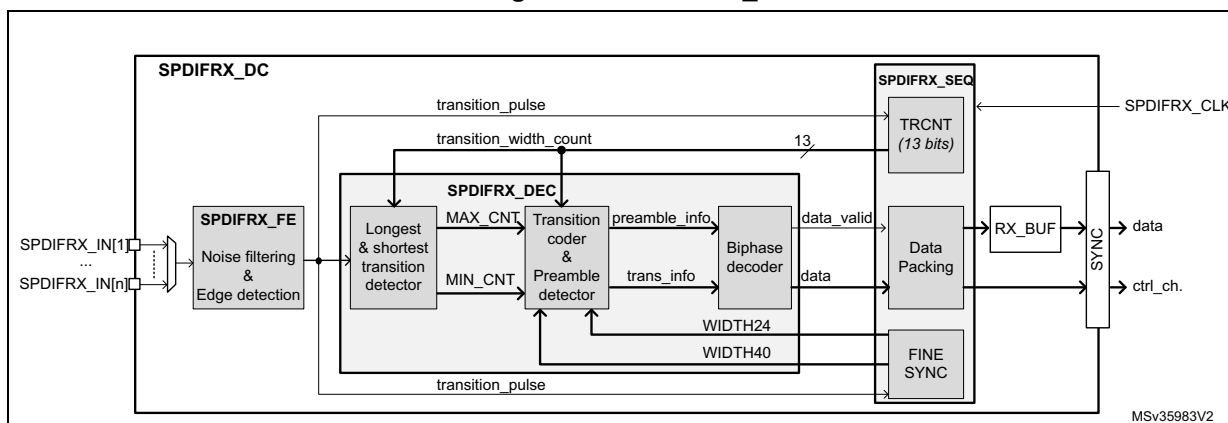 SPDIFRX_DC
SPDIFRX_SEQ
transition_pulse
SPDIFRX_CLK
TRCNT
(13 bits)
transition_width_count
13
SPDIFRX_DEC
SPDIFRX_FE
Noise filtering
&
Edge detection
SPDIFRX_IN[1]
...
SPDIFRX_IN[n]
Longest
& shortest
transition
detector
MAX_CNT
MIN_CNT
Transition
coder
&
Preamble
detector
preamble_info
trans_info
Biphase
decoder
data_valid
data
Data
Packing
RX_BUF
SYNC
data
ctrl_ch.
WIDTH24
WIDTH40
FINE
SYNC
transition_pulse
MSv35983V2